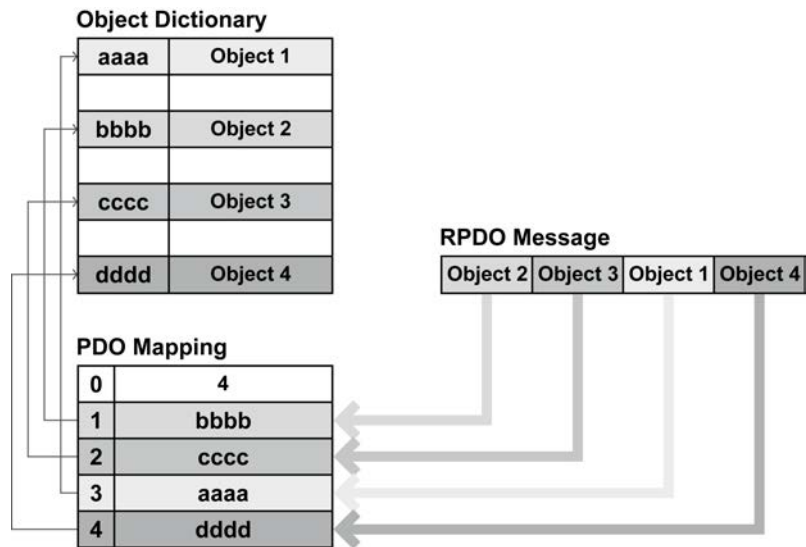 Object Dictionary
aaaa Object 1
bbbb Object 2
cccc Object 3
dddd Object 4
RPDO Message
Object 2 Object 3 Object 1 Object 4
PDO Mapping
0 4
1 bbbb
2 cccc
3 aaaa
4 dddd